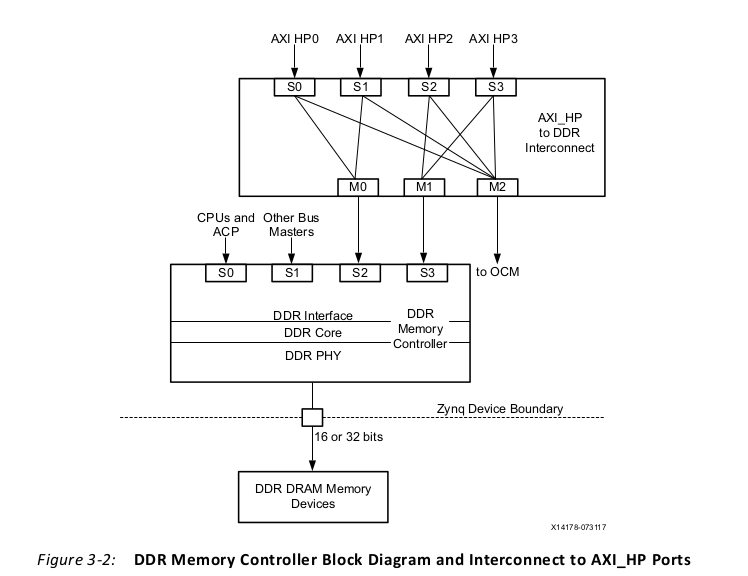 AXI HP0 AXI HP1 AXI HP2 AXI HP3
S0 S1 S2 S3
AXI_HP
to DDR
Interconnect
M0 M1 M2
CPUs and
ACP
Other Bus
Masters
S0 S1 S2 S3
to OCM
DDR Interface
DDR Core
DDR PHY
DDR
Memory
Controller
Zynq Device Boundary
16 or 32 bits
DDR DRAM Memory
Devices
X14178-073117
Figure 3-2: DDR Memory Controller Block Diagram and Interconnect to AXI_HP Ports